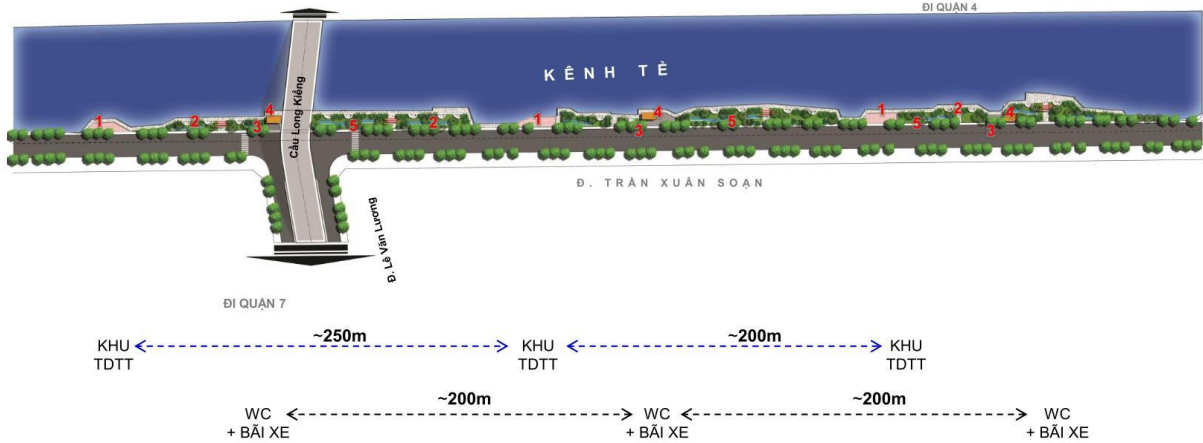 ĐI QUẬN 4
KÊNH TẺ
Cầu Long Kiểng
1
2
3
4
5
2
1
3
4
5
1
5
2
3
4
Đ. TRẦN XUÂN SOẠN
Đ. Lê Văn Lương
ĐI QUẬN 7
~250m
~200m
KHU
TDTT
KHU
TDTT
KHU
TDTT
~200m
~200m
WC
+ BÃI XE
WC
+ BÃI XE
WC
+ BÃI XE